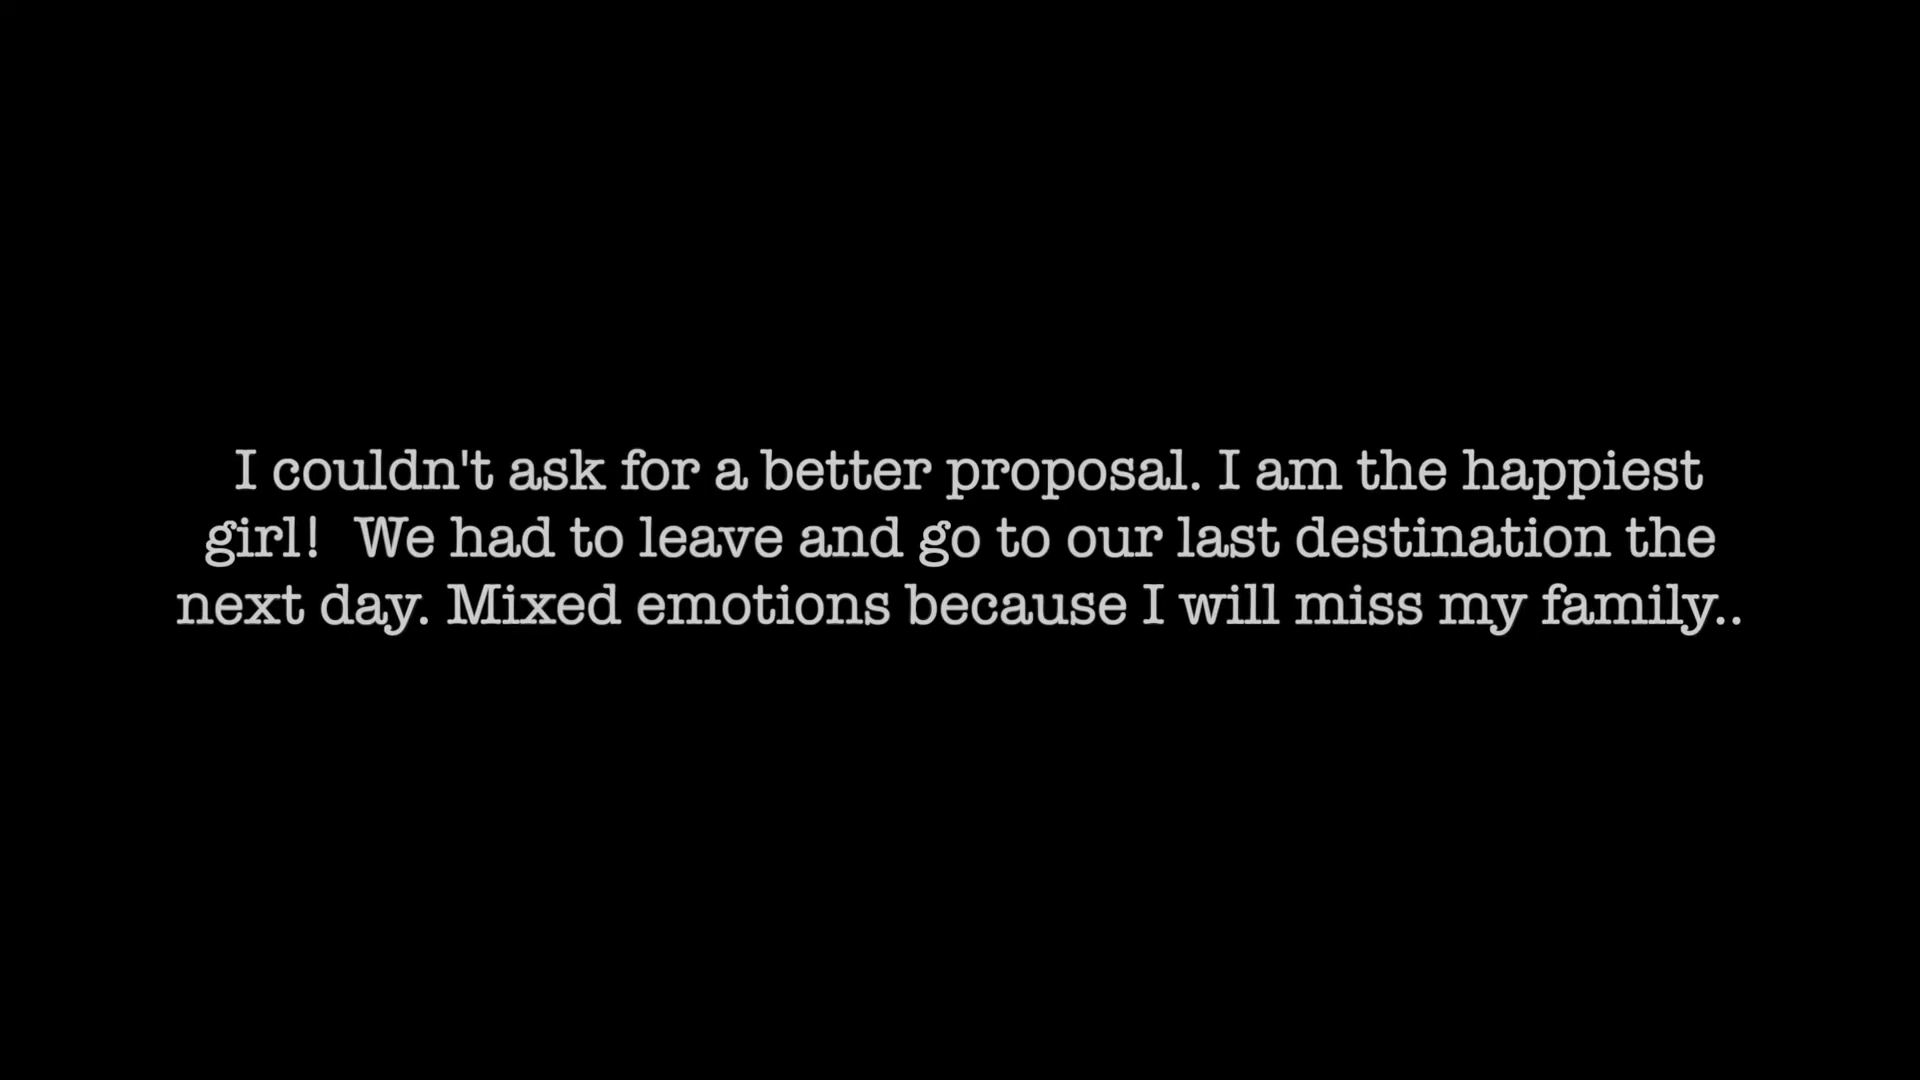 I couldn't ask for a better proposal. I am the happiest
girl!  We had to leave and go to our last destination the
next day. Mixed emotions because I will miss my family..